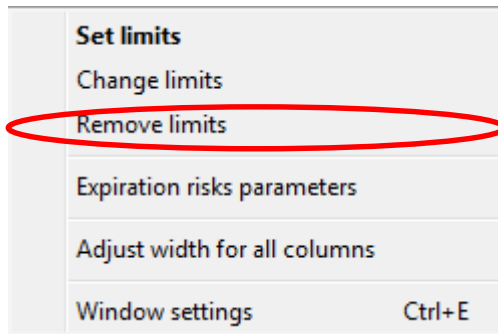 Set limits
Change limits
Remove limits
Expiration risks parameters
Adjust width for all columns
Window settings Ctrl+E